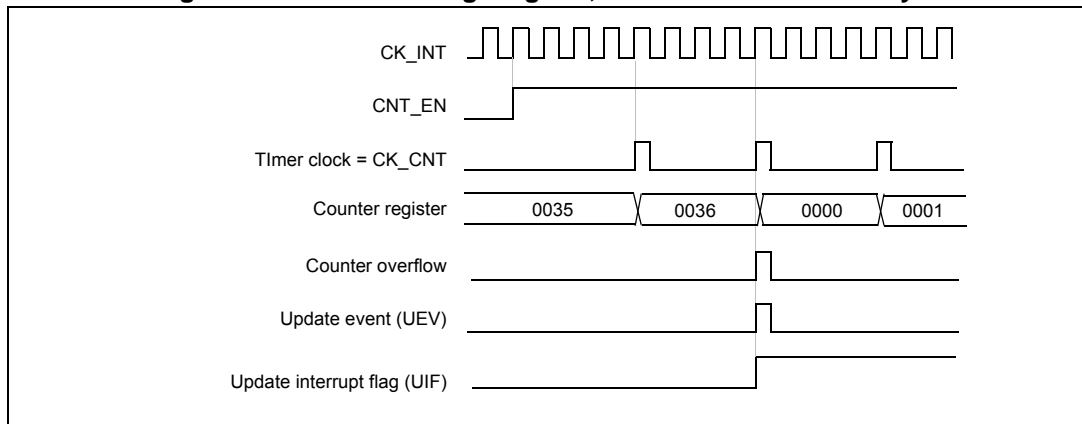 CK_INT
CNT_EN
TImer clock = CK_CNT
Counter register 0035 0036 0000 0001
Counter overflow
Update event (UEV)
Update interrupt flag (UIF)